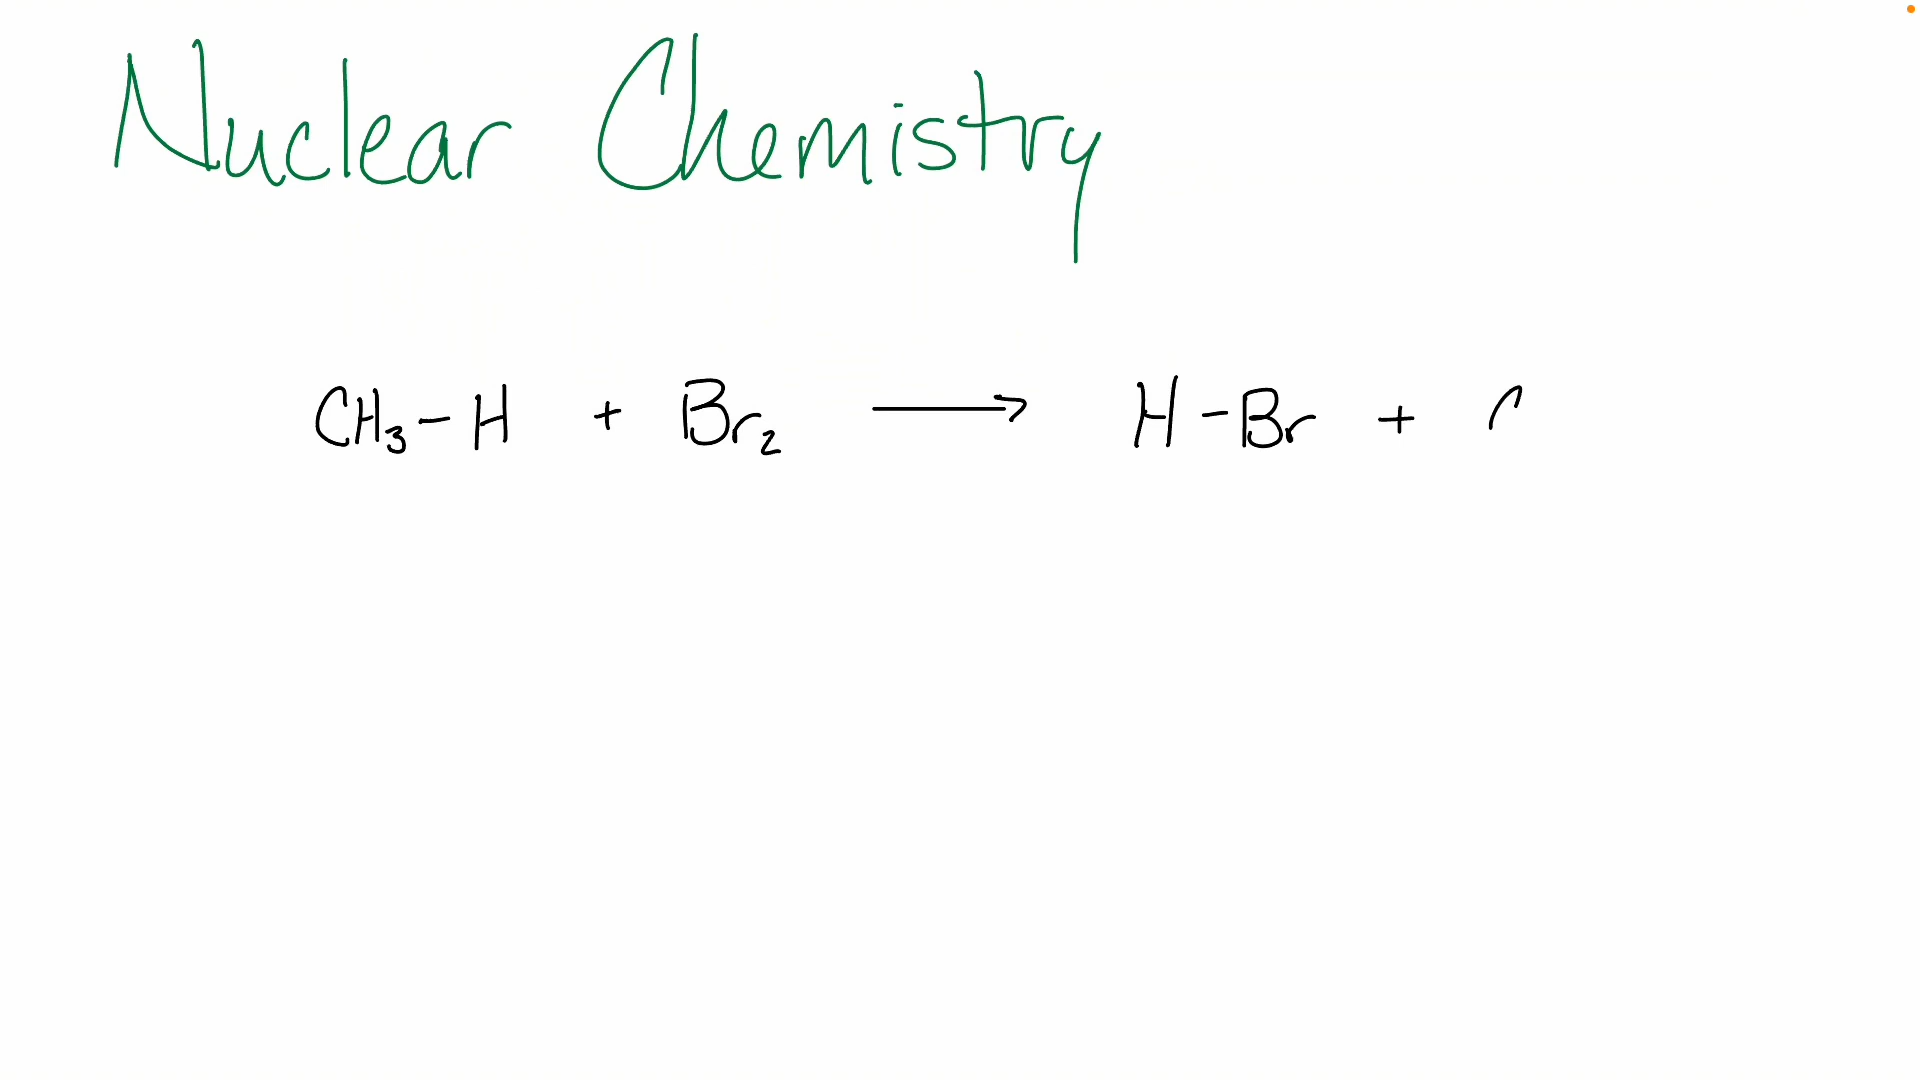 Nuclear Chemistry
CH₃-H + Br₂ → H-Br +